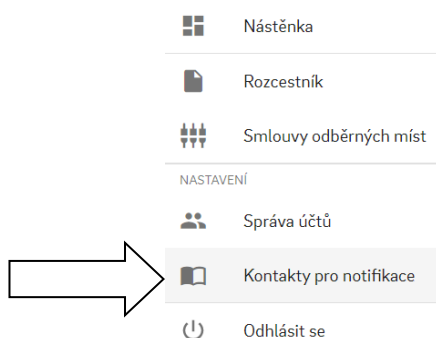 Nástěnka
Rozcestník
Smlouvy odběrných míst
NASTAVENÍ
Správa účtů
Kontakty pro notifikace
Odhlásit se